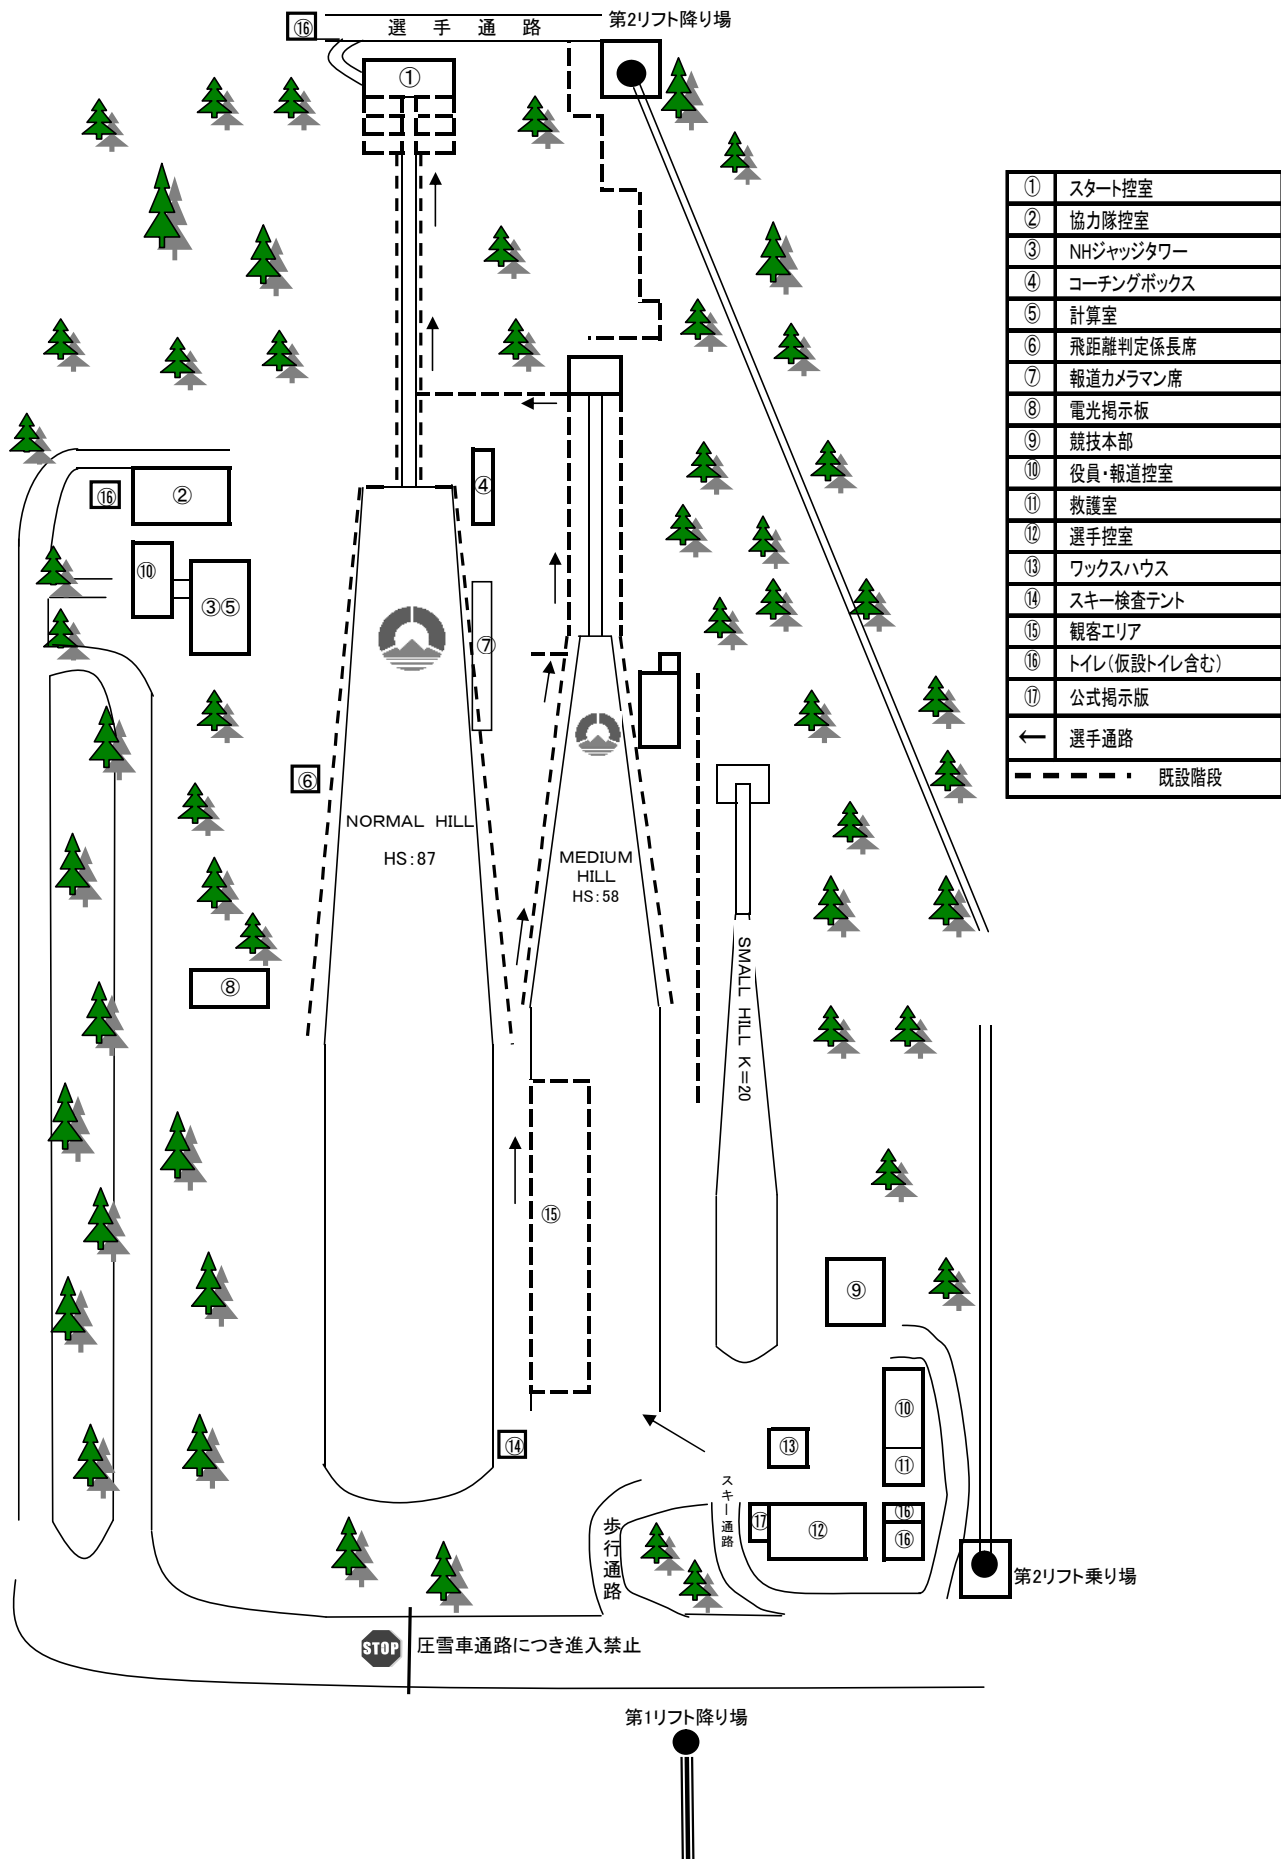 第2リフト降り場
⑯
選手通路
①
① スタート控室
② 協力隊控室
③ NHジャッジタワー
④ コーチングボックス
⑤ 計算室
⑥ 飛距離判定係長席
⑦ 報道カメラマン席
⑧ 電光掲示板
⑨ 競技本部
⑩ 役員・報道控室
⑪ 救護室
⑫ 選手控室
⑬ ワックスハウス
⑭ スキー検査テント
⑮ 観客エリア
⑯ トイレ(仮設トイレ含む)
⑰ 公式掲示版
← 選手通路
既設階段
④
⑯
②
⑩
③⑤
⑦
⑥
NORMAL HILL
HS:87
MEDIUM
HILL
HS:58
SMALL HILL K=20
⑧
⑮
⑨
⑩
⑭
⑬
⑪
スキー通路
⑰
⑫
⑯
⑯
歩行通路
第2リフト乗り場
STOP
圧雪車通路につき進入禁止
第1リフト降り場